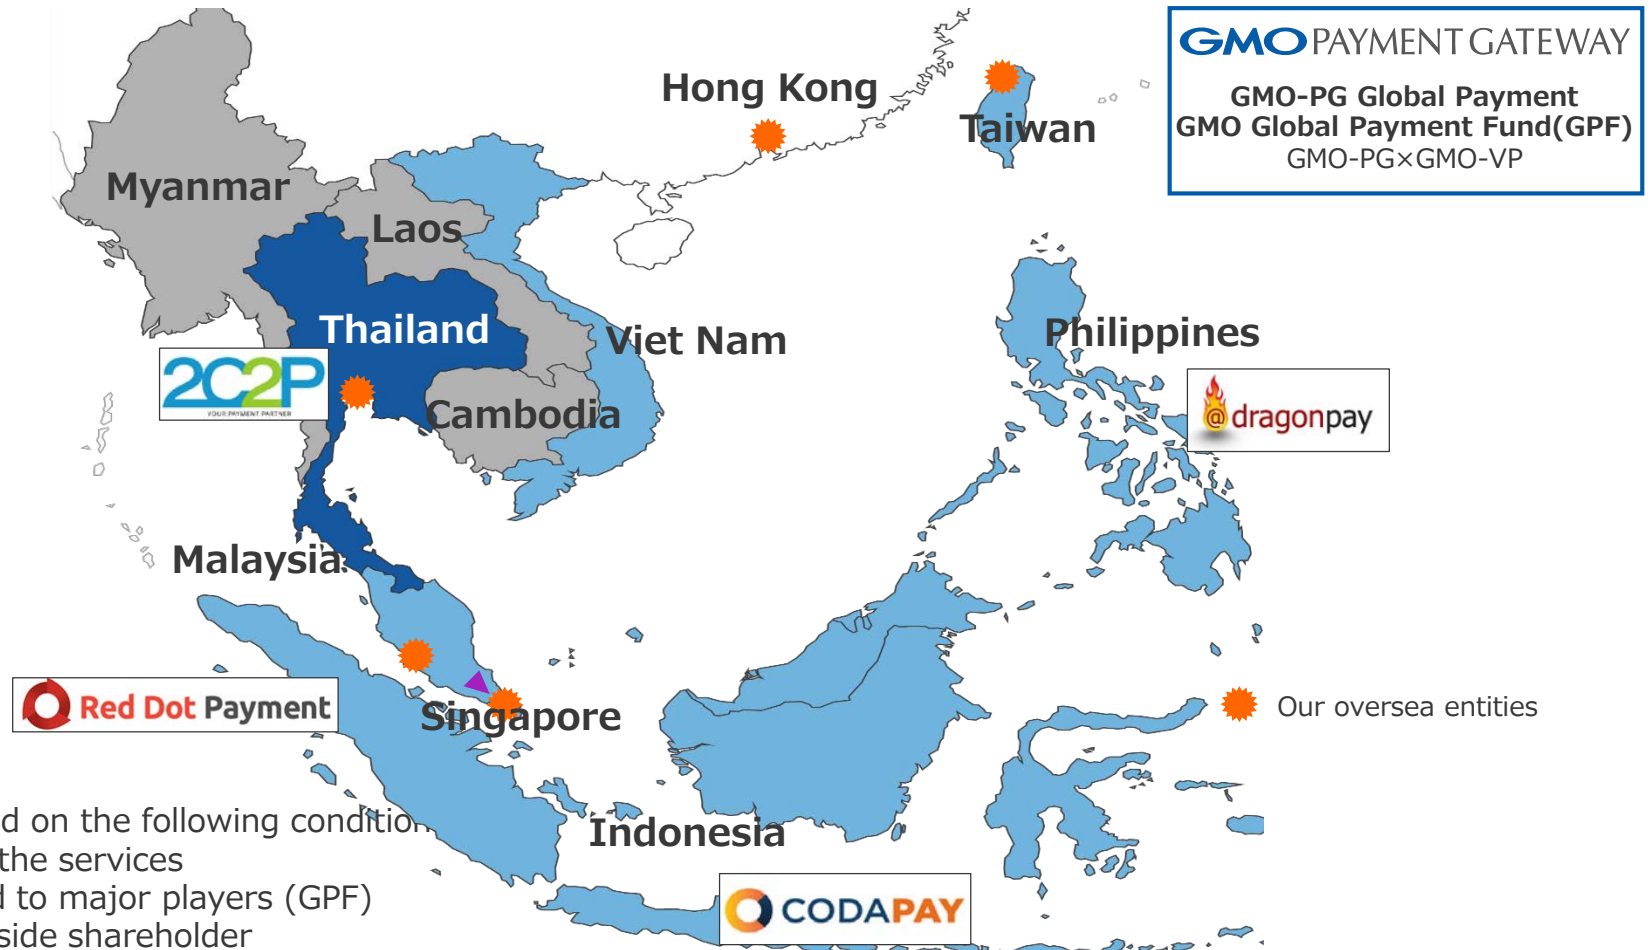 GMO PAYMENT GATEWAY
GMO-PG Global Payment
GMO Global Payment Fund(GPF)
GMO-PG×GMO-VP
Hong Kong
Taiwan
Myanmar
Laos
Thailand
Viet Nam
Philippines
2C2P
YOUR PAYMENT PARTNER
Cambodia
@dragonpay
Malaysia
Red Dot Payment
Singapore
Our oversea entities
d on the following condition
the services
d to major players (GPF)
side shareholder
Indonesia
CODAPAY